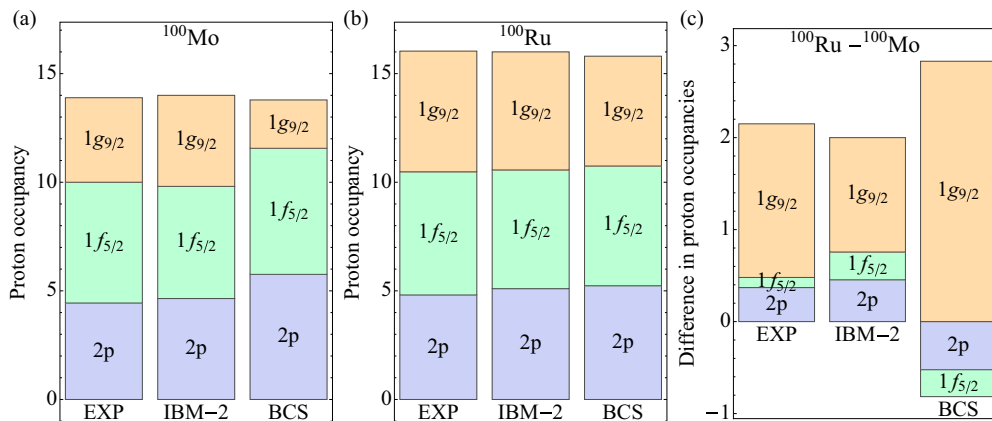 (a)
¹⁰⁰Mo
Proton occupancy
15
10
5
0
1g₉/₂
1f₅/₂
2p
EXP
1g₉/₂
1f₅/₂
2p
IBM−2
1g₉/₂
1f₅/₂
2p
BCS
(b)
¹⁰⁰Ru
Proton occupancy
15
10
5
0
1g₉/₂
1f₅/₂
2p
EXP
1g₉/₂
1f₅/₂
2p
IBM−2
1g₉/₂
1f₅/₂
2p
BCS
(c)
¹⁰⁰Ru −¹⁰⁰Mo
Difference in proton occupancies
3
2
1
0
−1
1g₉/₂
1f₅/₂
2p
EXP
1g₉/₂
1f₅/₂
2p
IBM−2
1g₉/₂
2p
1f₅/₂
BCS